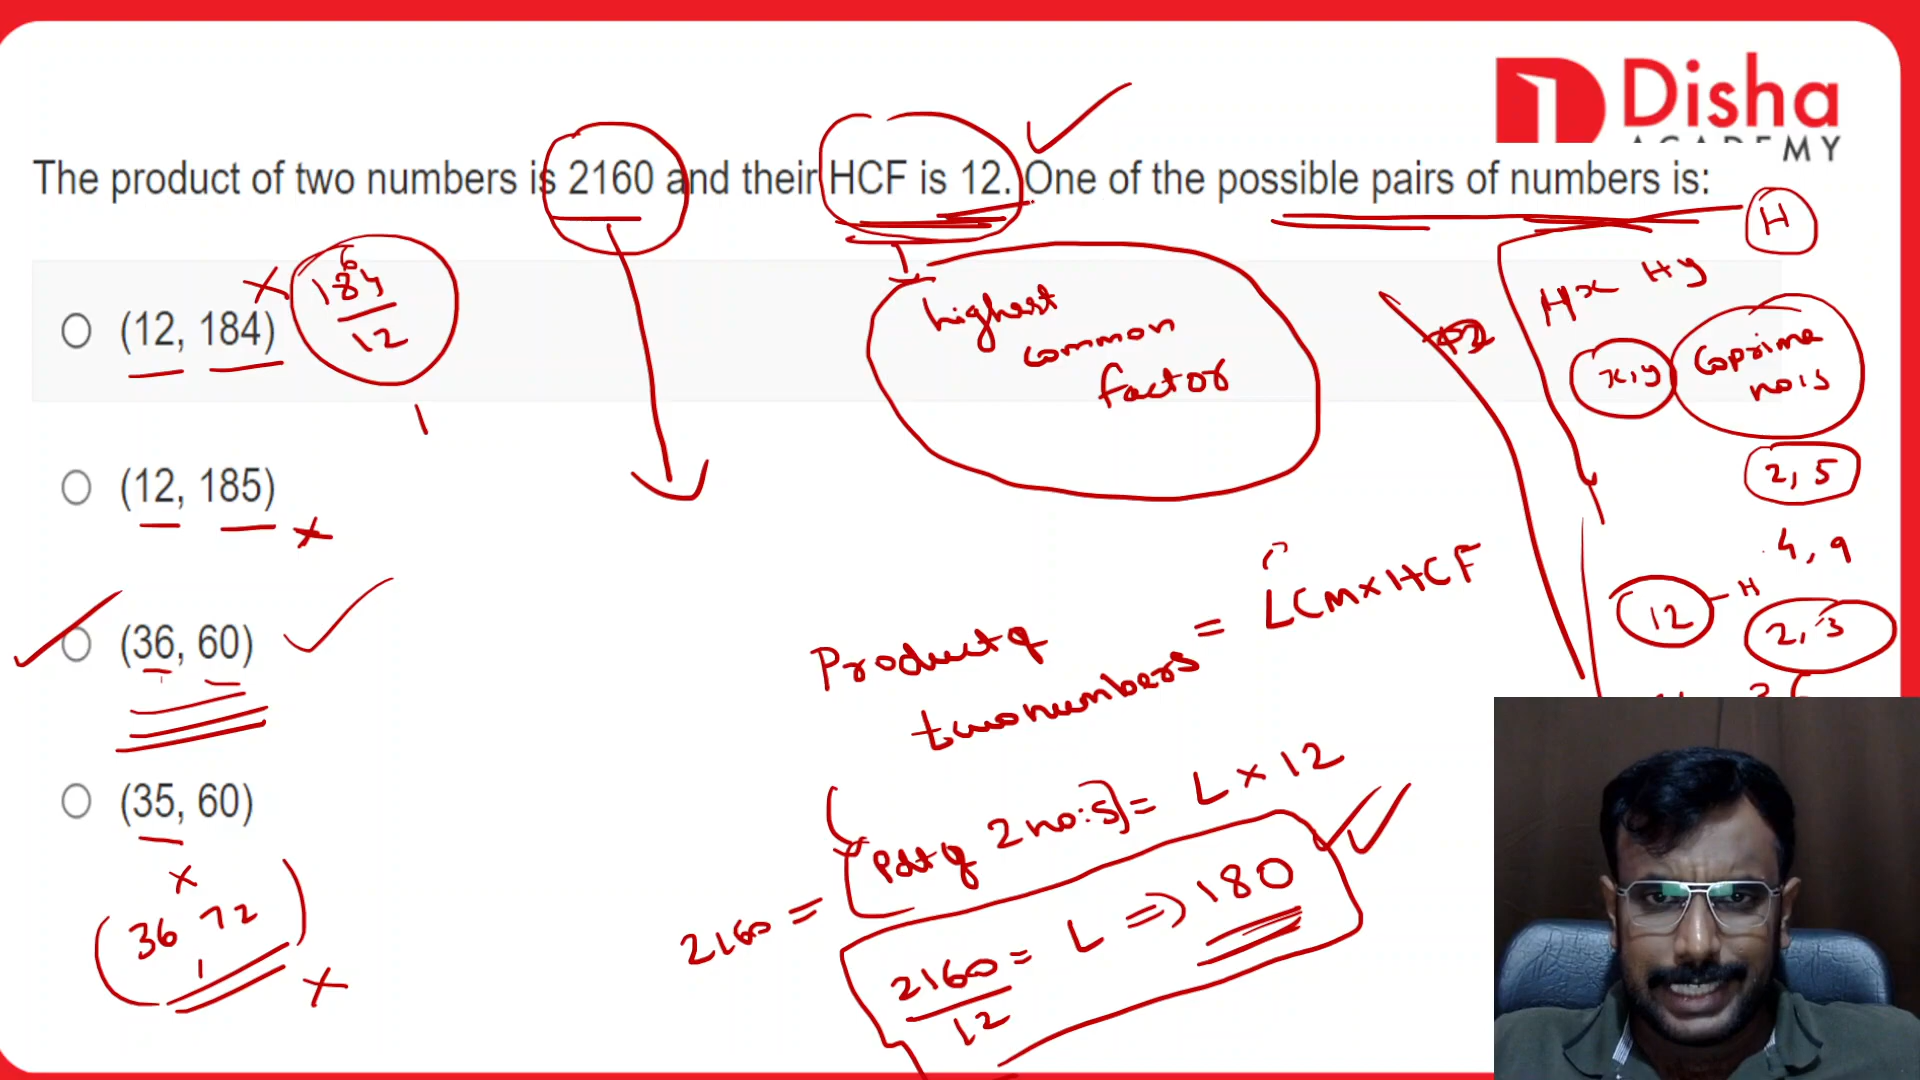 Disha
ACADEMY
The product of two numbers is 2160 and their HCF is 12. One of the possible pairs of numbers is:
H
(12, 184)
184
6
12
highest
common
factor
Hx Hy
x,y
Coprime
no:s
2, 5
4, 9
12 - H
2, 3
(12, 185)
(36, 60)
(35, 60)
(36 72)
Product of
two numbers = LCM x HCF
2160 = Pdt of 2 no:s = L x 12
2160 = L => 180
12